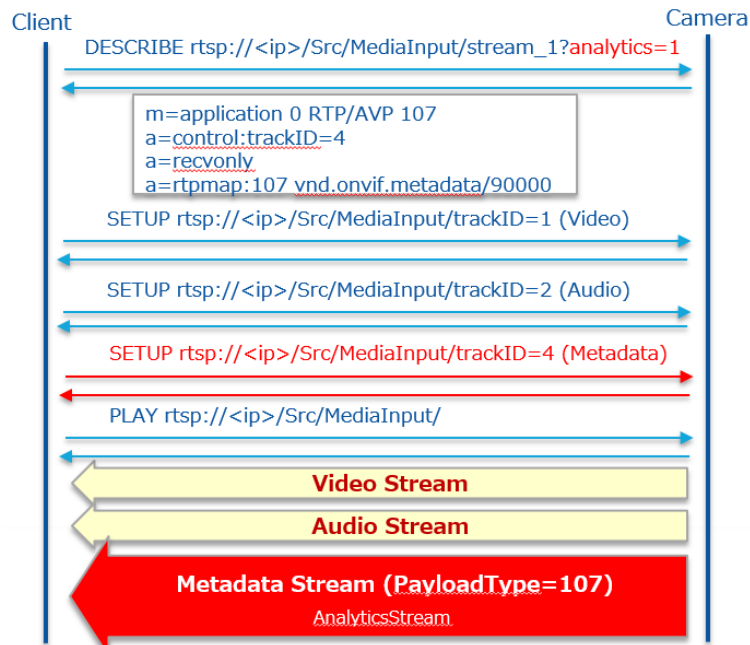 Client
Camera
DESCRIBE rtsp://<ip>/Src/MediaInput/stream_1?analytics=1
m=application 0 RTP/AVP 107
a=control:trackID=4
a=recvonly
a=rtpmap:107 vnd.onvif.metadata/90000
SETUP rtsp://<ip>/Src/MediaInput/trackID=1 (Video)
SETUP rtsp://<ip>/Src/MediaInput/trackID=2 (Audio)
SETUP rtsp://<ip>/Src/MediaInput/trackID=4 (Metadata)
PLAY rtsp://<ip>/Src/MediaInput/
Video Stream
Audio Stream
Metadata Stream (PayloadType=107)
AnalyticsStream